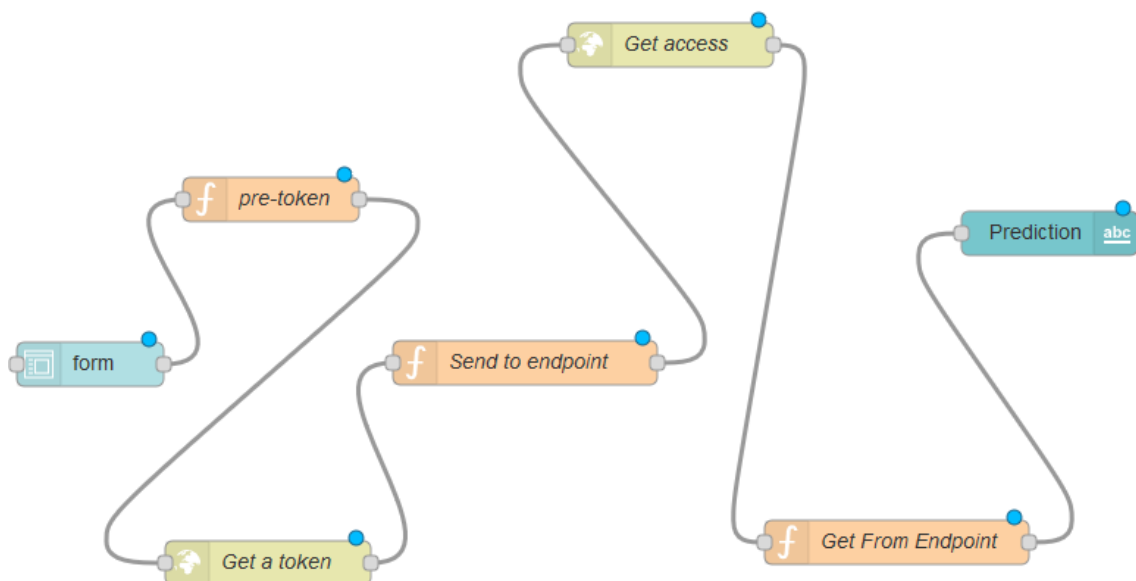 Get access
pre-token
Prediction
abc
form
Send to endpoint
Get a token
Get From Endpoint